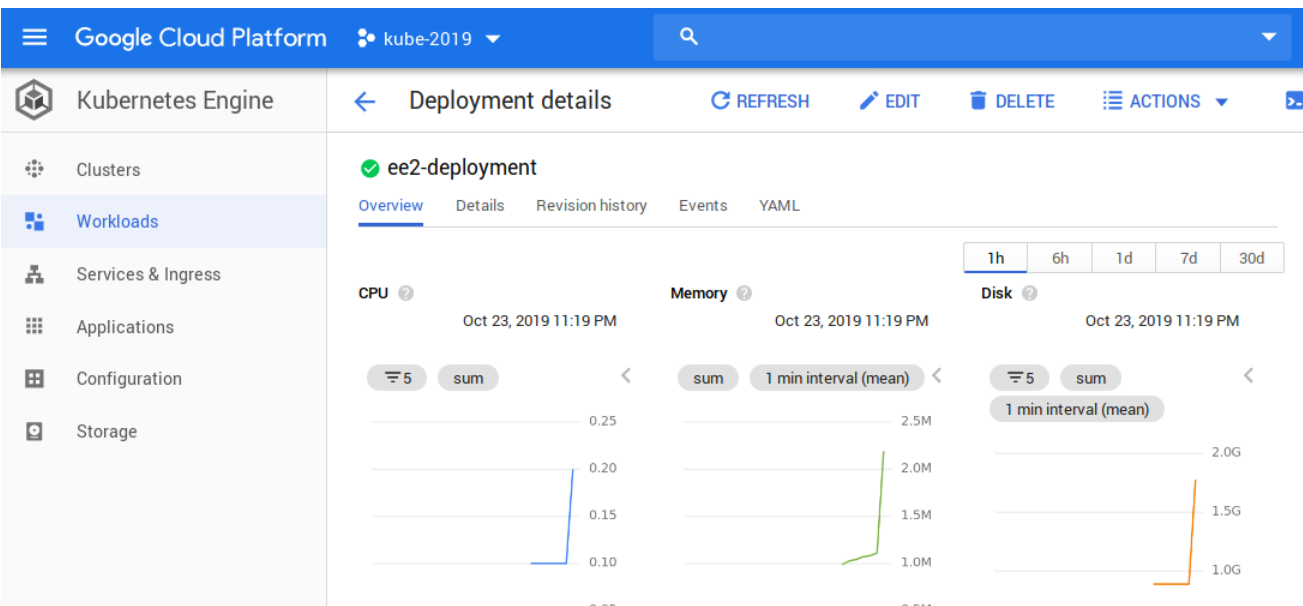 Google Cloud Platform kube-2019
Kubernetes Engine
Deployment details REFRESH EDIT DELETE ACTIONS
Clusters
Workloads
Services & Ingress
Applications
Configuration
Storage
ee2-deployment
Overview Details Revision history Events YAML
1h 6h 1d 7d 30d
CPU
Oct 23, 2019 11:19 PM
5 sum
0.25
0.20
0.15
0.10
Memory
Oct 23, 2019 11:19 PM
sum 1 min interval (mean)
2.5M
2.0M
1.5M
1.0M
Disk
Oct 23, 2019 11:19 PM
5 sum
1 min interval (mean)
2.0G
1.5G
1.0G